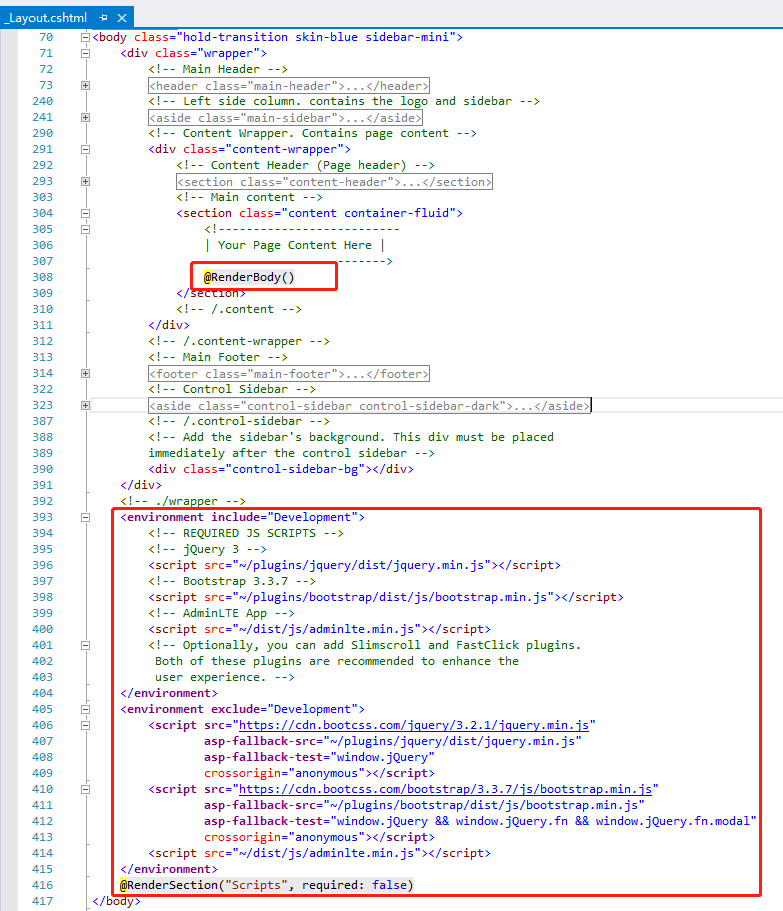 _Layout.cshtml
70 <body class="hold-transition skin-blue sidebar-mini">
71 <div class="wrapper">
72 <!-- Main Header -->
73 <header class="main-header">...</header>
240 <!-- Left side column. contains the logo and sidebar -->
241 <aside class="main-sidebar">...</aside>
290 <!-- Content Wrapper. Contains page content -->
291 <div class="content-wrapper">
292 <!-- Content Header (Page header) -->
293 <section class="content-header">...</section>
303 <!-- Main content -->
304 <section class="content container-fluid">
305 <!--------------------------
306 | Your Page Content Here |
307 ------->
308 @RenderBody()
309 </section>
310 <!-- /.content -->
311 </div>
312 <!-- /.content-wrapper -->
313 <!-- Main Footer -->
314 <footer class="main-footer">...</footer>
322 <!-- Control Sidebar -->
323 <aside class="control-sidebar control-sidebar-dark">...</aside>
387 <!-- /.control-sidebar -->
388 <!-- Add the sidebar's background. This div must be placed
389 immediately after the control sidebar -->
390 <div class="control-sidebar-bg"></div>
391 </div>
392 <!-- ./wrapper -->
393 <environment include="Development">
394 <!-- REQUIRED JS SCRIPTS -->
395 <!-- jQuery 3 -->
396 <script src="~/plugins/jquery/dist/jquery.min.js"></script>
397 <!-- Bootstrap 3.3.7 -->
398 <script src="~/plugins/bootstrap/dist/js/bootstrap.min.js"></script>
399 <!-- AdminLTE App -->
400 <script src="~/dist/js/adminlte.min.js"></script>
401 <!-- Optionally, you can add Slimscroll and FastClick plugins.
402 Both of these plugins are recommended to enhance the
403 user experience. -->
404 </environment>
405 <environment exclude="Development">
406 <script src="https://cdn.bootcss.com/jquery/3.2.1/jquery.min.js"
407 asp-fallback-src="~/plugins/jquery/dist/jquery.min.js"
408 asp-fallback-test="window.jQuery"
409 crossorigin="anonymous"></script>
410 <script src="https://cdn.bootcss.com/bootstrap/3.3.7/js/bootstrap.min.js"
411 asp-fallback-src="~/plugins/bootstrap/dist/js/bootstrap.min.js"
412 asp-fallback-test="window.jQuery && window.jQuery.fn && window.jQuery.fn.modal"
413 crossorigin="anonymous"></script>
414 <script src="~/dist/js/adminlte.min.js"></script>
415 </environment>
416 @RenderSection("Scripts", required: false)
417 </body>